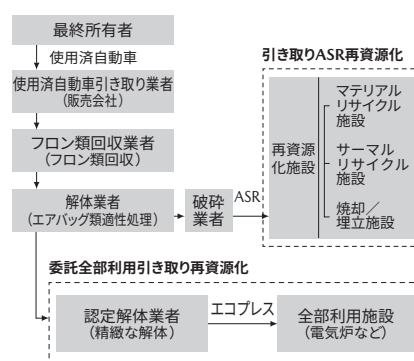 最終所有者
使用済自動車
使用済自動車引き取り業者
(販売会社)
フロン類回収業者
(フロン類回収)
解体業者
(エアバッグ類適性処理)
破砕
業者
ASR
引き取りASR再資源化
再資源
化施設
マテリアル
リサイクル
施設
サーマル
リサイクル
施設
焼却/
埋立施設
委託全部利用引き取り再資源化
認定解体業者
(精緻な解体)
エコプレス
全部利用施設
(電気炉など)